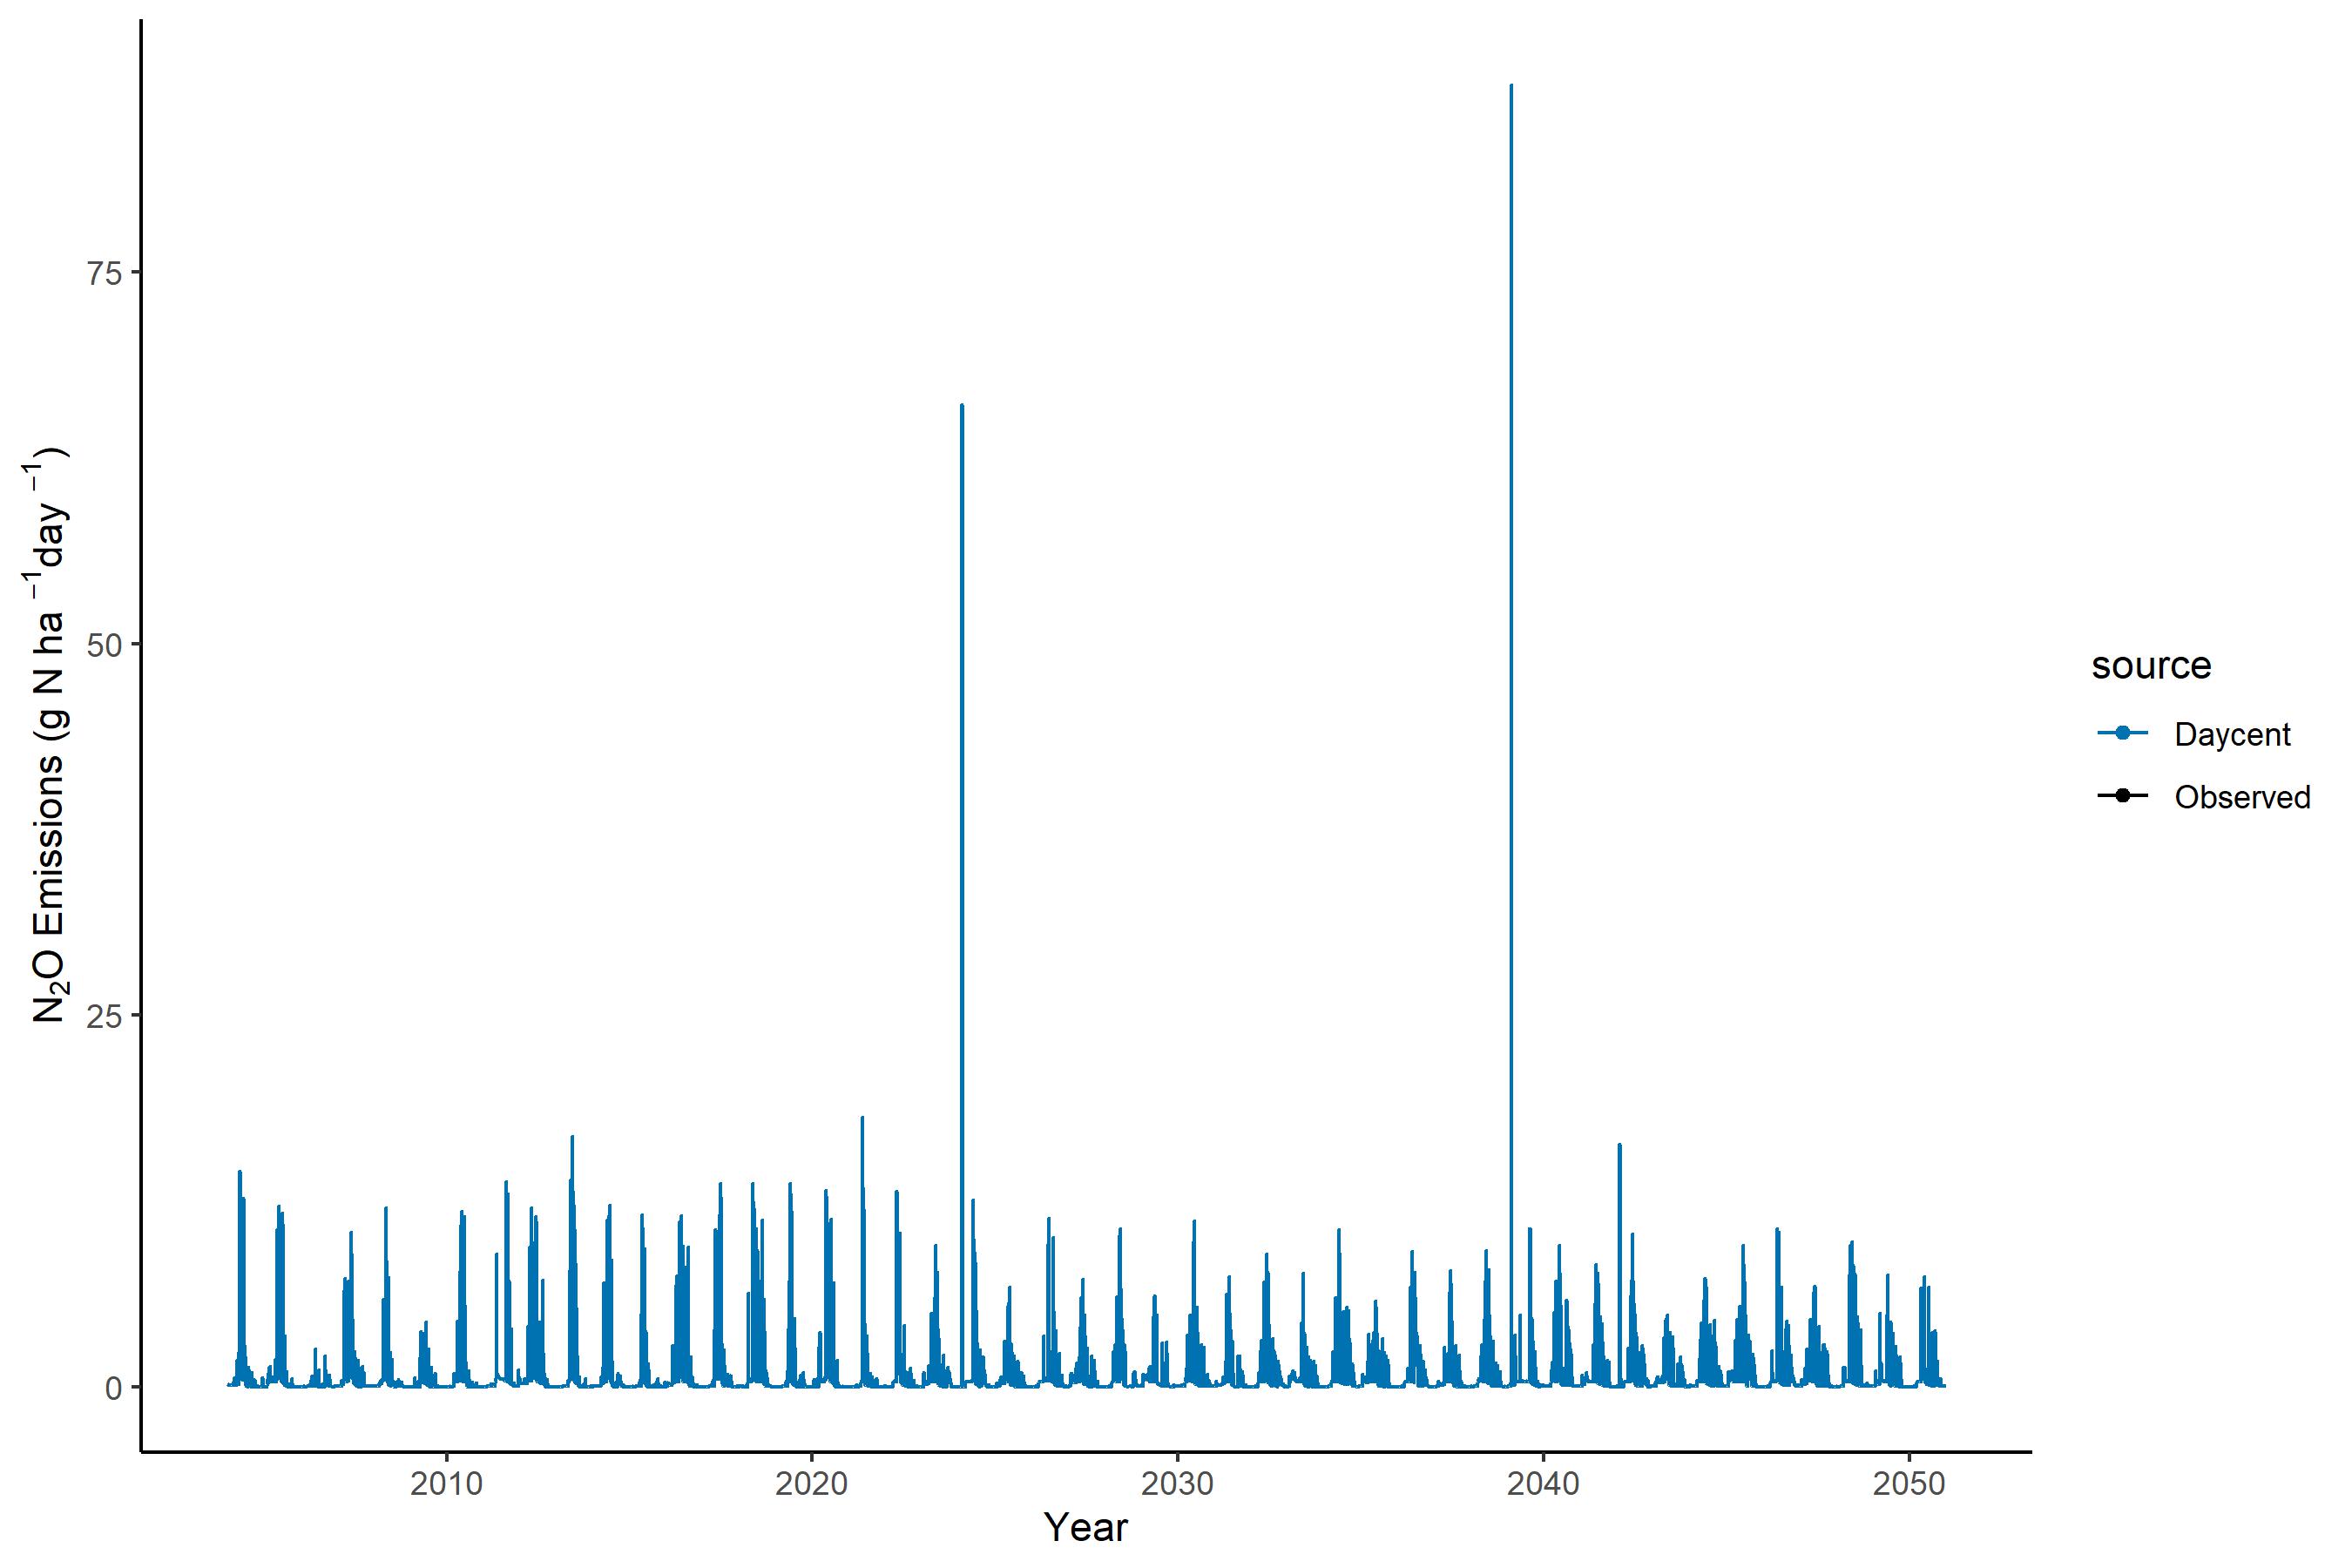 N₂O Emissions (g N ha ⁻¹day ⁻¹)
75
50
25
0
2010 2020 2030 2040 2050
Year
source
Daycent
Observed